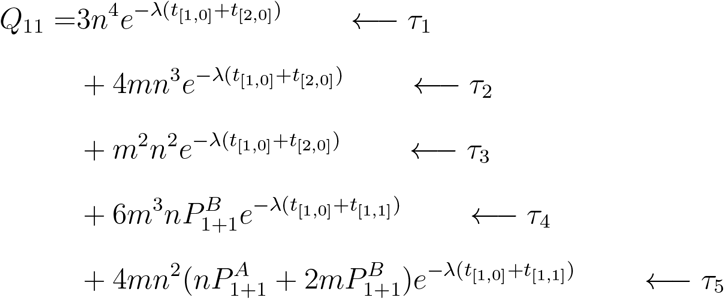 Q_{11} = 3n^4 e^{-λ(t_{[1,0]}+t_{[2,0]})} ⟵ τ_1
+ 4mn^3 e^{-λ(t_{[1,0]}+t_{[2,0]})} ⟵ τ_2
+ m^2n^2 e^{-λ(t_{[1,0]}+t_{[2,0]})} ⟵ τ_3
+ 6m^3nP^B_{1+1} e^{-λ(t_{[1,0]}+t_{[1,1]})} ⟵ τ_4
+ 4mn^2(nP^A_{1+1} + 2mP^B_{1+1})e^{-λ(t_{[1,0]}+t_{[1,1]})} ⟵ τ_5